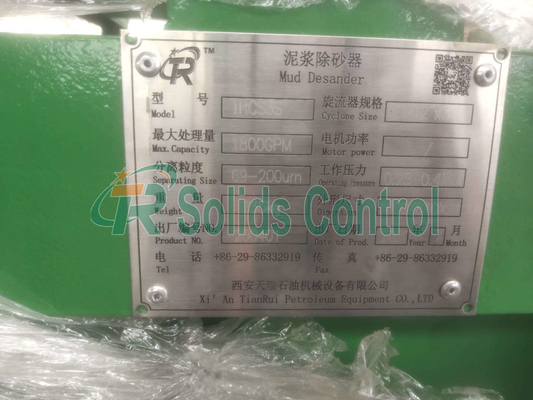 TR™
泥浆除砂器
Mud Desander
型 号
Model
旋流器规格
Cyclone Size
最大处理量
Max.Capacity
1800GPM
电机功率
Motor power
/
分离粒度
Separating Size
69-200um
工作压力
Operating Pressure
重 量
Weight
TR Solids Control
出厂编号NO
Product NO.
Date of Prod.
年
Year
月
Month
电 话
Tel
+86-29-86332919
传 真
Fax
+86-29-86332919
西安天瑞石油机械设备有限公司
Xi' An TianRui Petroleum Equipment CO.,LTD